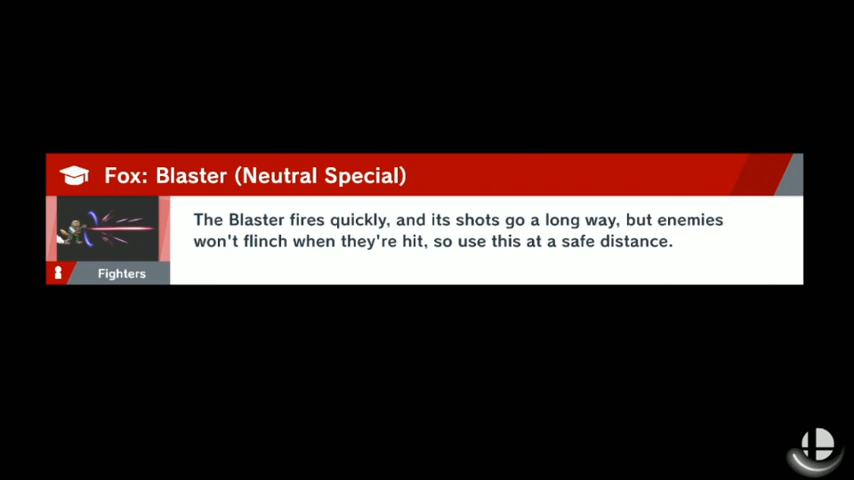 Fox: Blaster (Neutral Special)
The Blaster fires quickly, and its shots go a long way, but enemies
won't flinch when they're hit, so use this at a safe distance.
Fighters